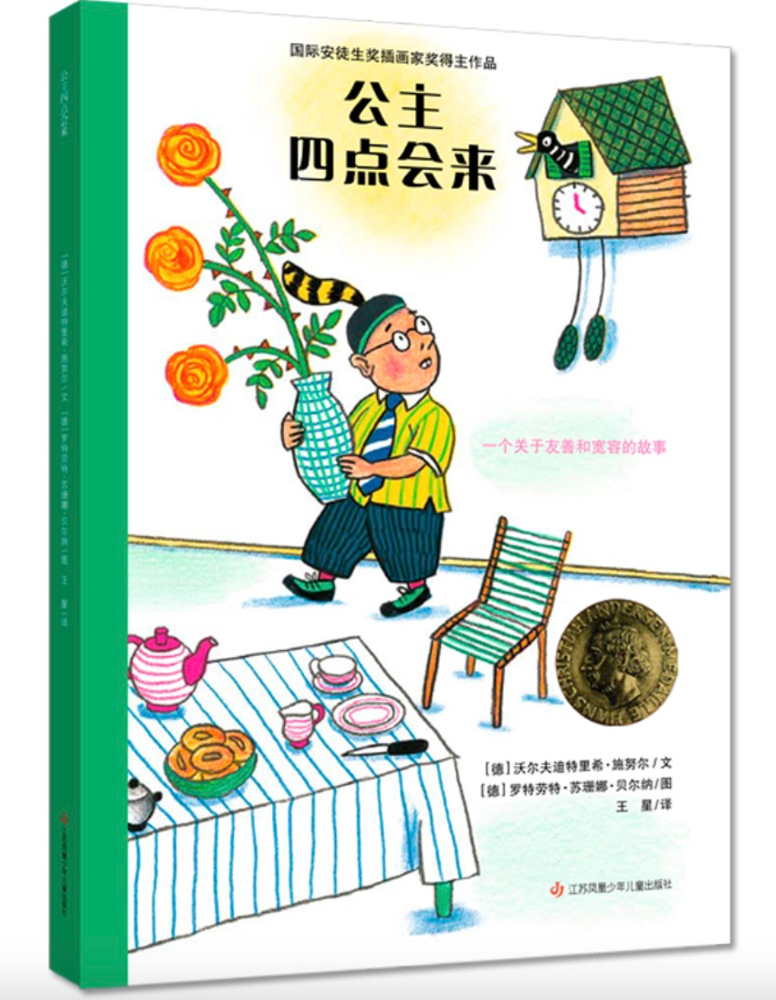 国际安徒生奖插画家奖得主作品
公主
四点会来
一个关于友善和宽容的故事
HANS CHRISTIAN ANDERSEN MEDAILLE
[德]沃尔夫迪特里希·施努尔/文
[德]罗特劳特·苏珊娜·贝尔纳/图
王 星/译
江苏凤凰少年儿童出版社
公主四点会来
[德]沃尔夫迪特里希·施努尔/文 [德]罗特劳特·苏珊娜·贝尔纳/图 王 星/译
江苏凤凰少年儿童出版社